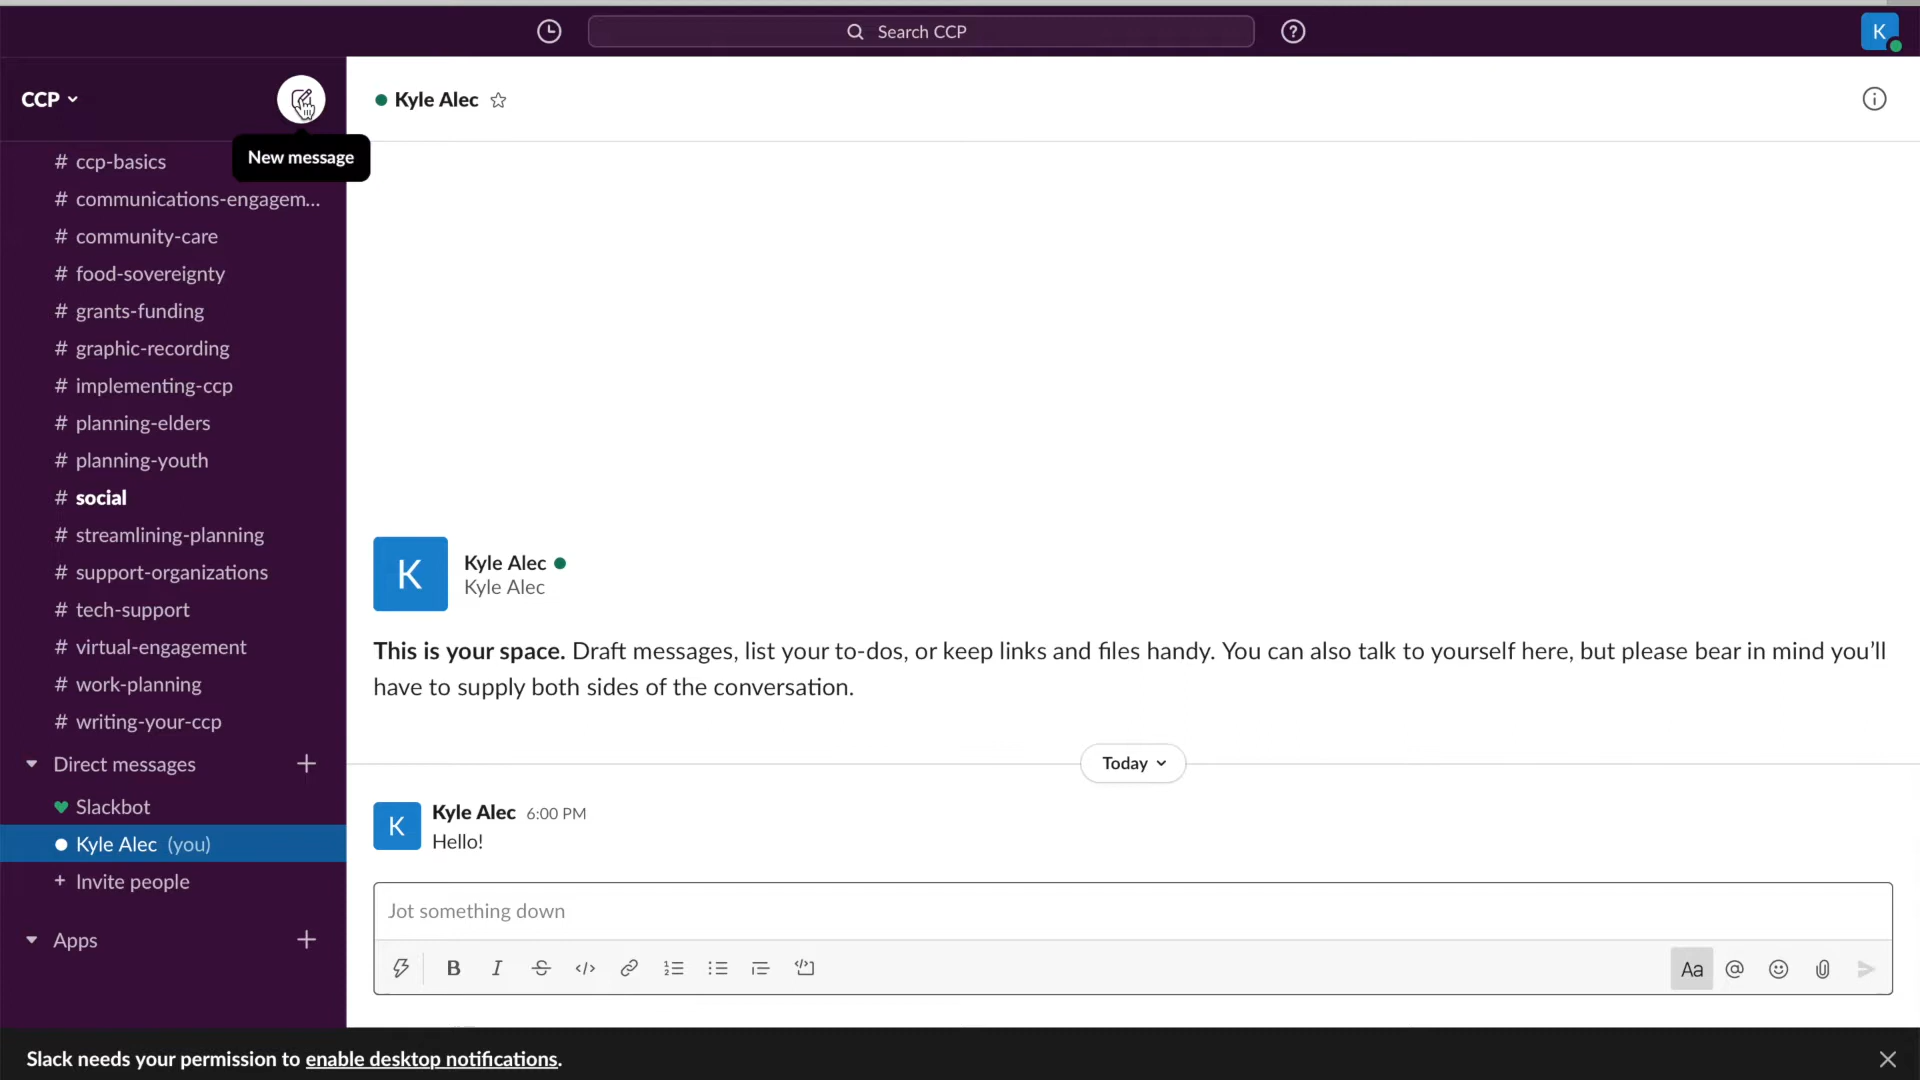 Search CCP
K
CCP
Kyle Alec
New message
# ccp-basics
# communications-engagem...
# community-care
# food-sovereignty
# grants-funding
# graphic-recording
# implementing-ccp
# planning-elders
# planning-youth
# social
# streamlining-planning
# support-organizations
# tech-support
# virtual-engagement
# work-planning
# writing-your-ccp
Direct messages +
Slackbot
Kyle Alec (you)
+ Invite people
Apps +
K
Kyle Alec
Kyle Alec
This is your space. Draft messages, list your to-dos, or keep links and files handy. You can also talk to yourself here, but please bear in mind you’ll
have to supply both sides of the conversation.
Today
K
Kyle Alec 6:00 PM
Hello!
Jot something down
B I S </> Aa @
Slack needs your permission to enable desktop notifications.